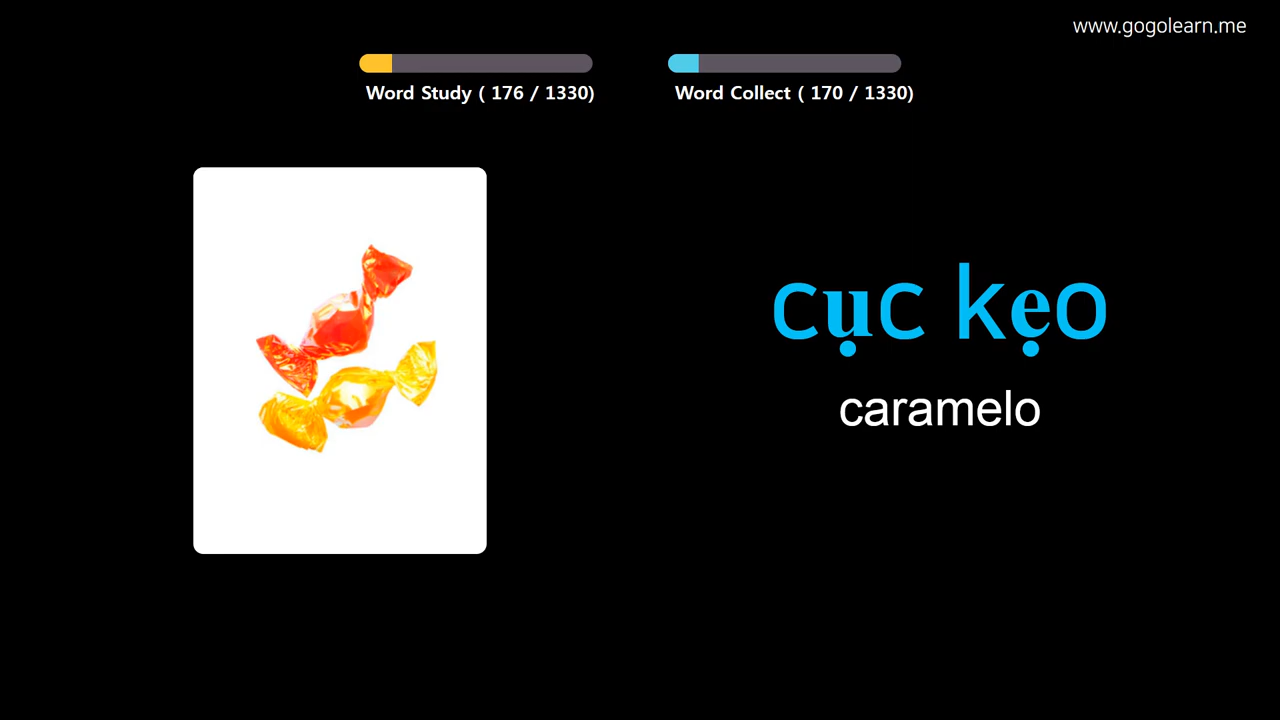 www.gogolearn.me
Word Study ( 176 / 1330)
Word Collect ( 170 / 1330)
cục kẹo
caramelo